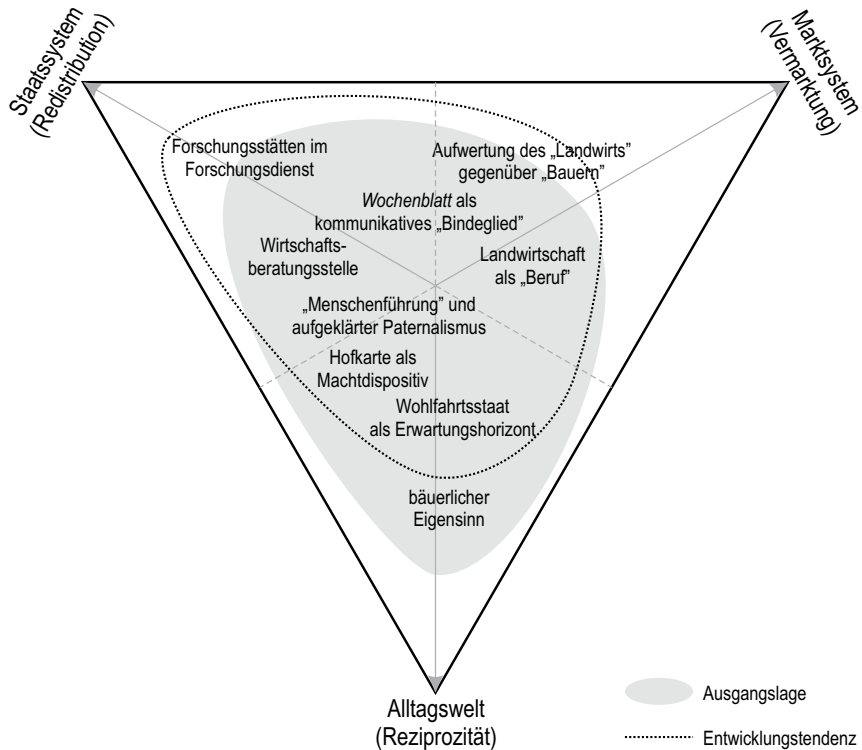 Staatssystem
(Redistribution)
Marktsystem
(Vermarktung)
Forschungsstätten im
Forschungsdienst
Aufwertung des „Landwirts”
gegenüber „Bauern”
Wochenblatt als
kommunikatives „Bindeglied”
Wirtschafts-
beratungsstelle
Landwirtschaft
als „Beruf”
„Menschenführung” und
aufgeklärter Paternalismus
Hofkarte als
Machtdispositiv
Wohlfahrtsstaat
als Erwartungshorizont
bäuerlicher
Eigensinn
Alltagswelt
(Reziprozität)
Ausgangslage
Entwicklungstendenz